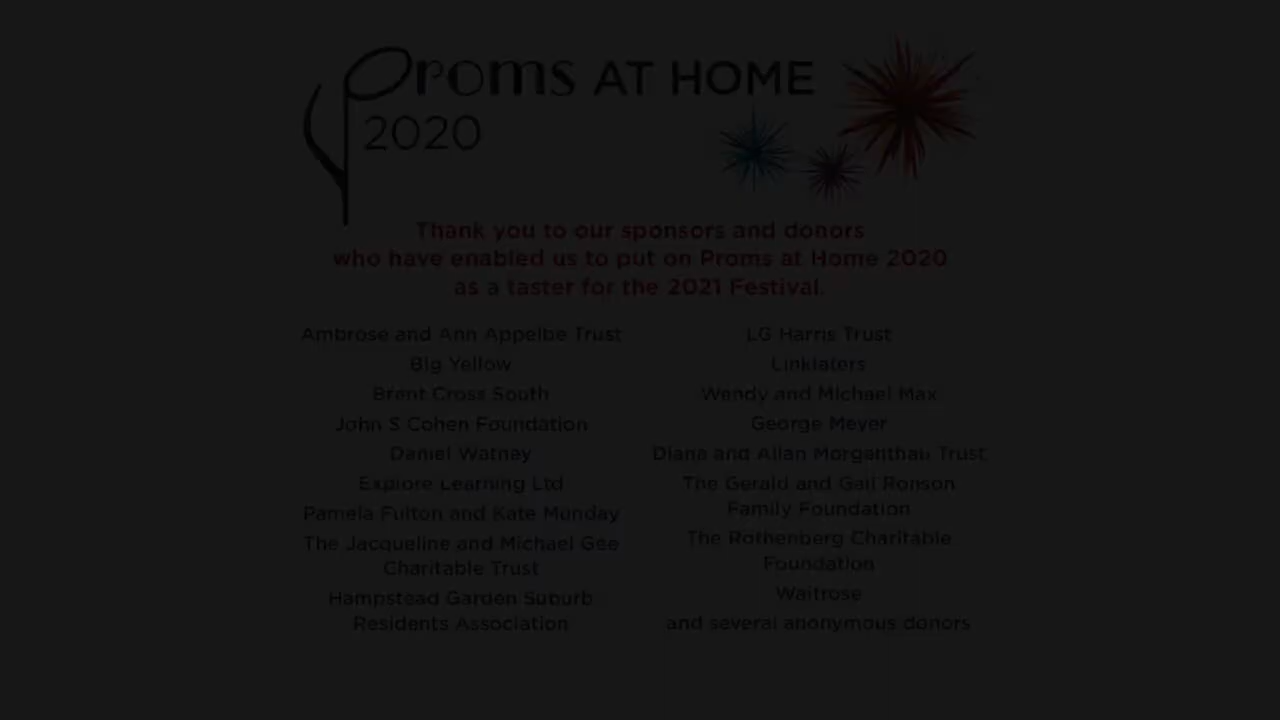 Proms AT HOME
2020
Thank you to our sponsors and donors
who have enabled us to put on Proms at Home 2020
as a taster for the 2021 Festival.
Ambrose and Ann Appelbe Trust
Big Yellow
Brent Cross South
John S Cohen Foundation
Daniel Watney
Explore Learning Ltd
Pamela Fulton and Kate Munday
The Jacqueline and Michael Gee
Charitable Trust
Hampstead Garden Suburb
Residents Association
LG Harris Trust
Linklaters
Wendy and Michael Max
George Meyer
Diana and Allan Morgenthau Trust
The Gerald and Gail Ronson
Family Foundation
The Rothenberg Charitable
Foundation
Waitrose
and several anonymous donors